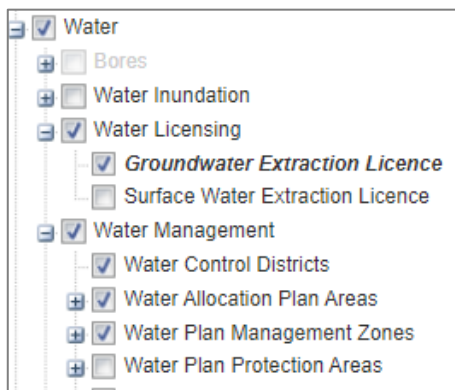 Water
Bores
Water Inundation
Water Licensing
Groundwater Extraction Licence
Surface Water Extraction Licence
Water Management
Water Control Districts
Water Allocation Plan Areas
Water Plan Management Zones
Water Plan Protection Areas